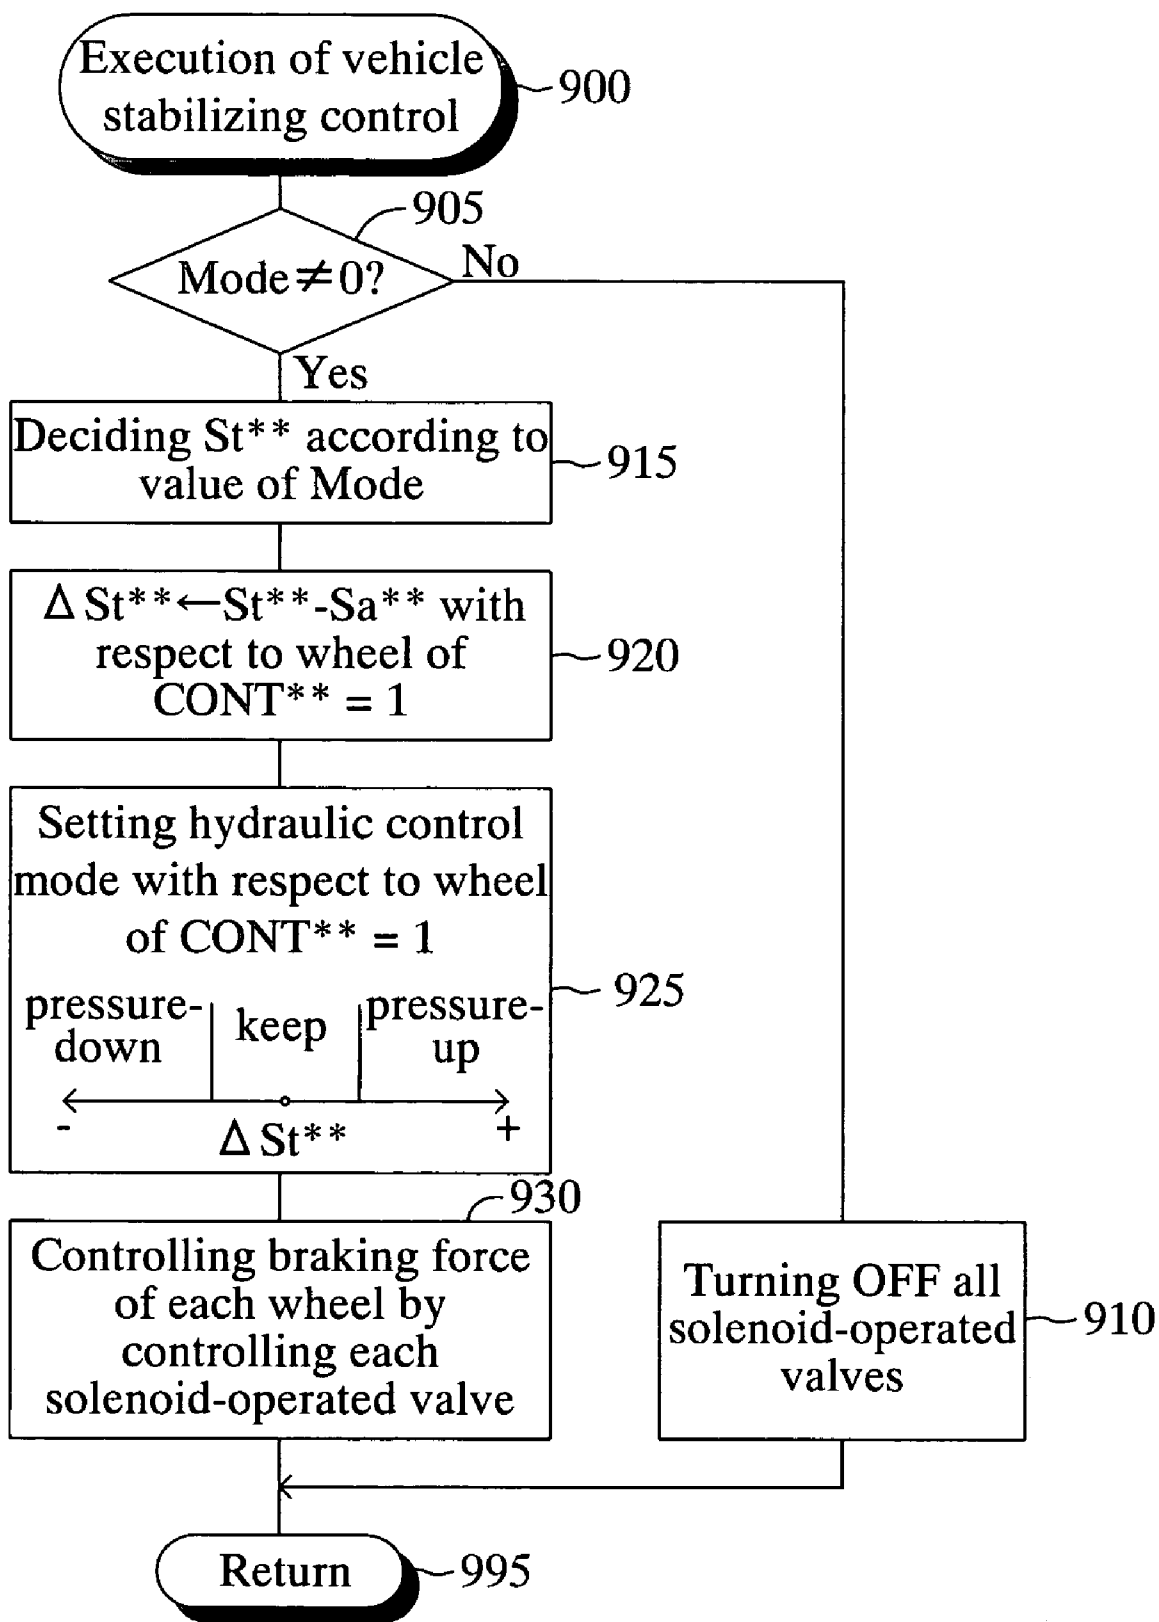 Execution of vehicle
stabilizing control
900
905
Mode≠0?
No
Yes
Deciding St** according to
value of Mode
915
Δ St**←St**-Sa** with
respect to wheel of
CONT** = 1
920
Setting hydraulic control
mode with respect to wheel
of CONT** = 1
pressure-
down
keep
pressure-
up
-
Δ St**
+
925
930
Controlling braking force
of each wheel by
controlling each
solenoid-operated valve
Turning OFF all
solenoid-operated
valves
910
Return
995